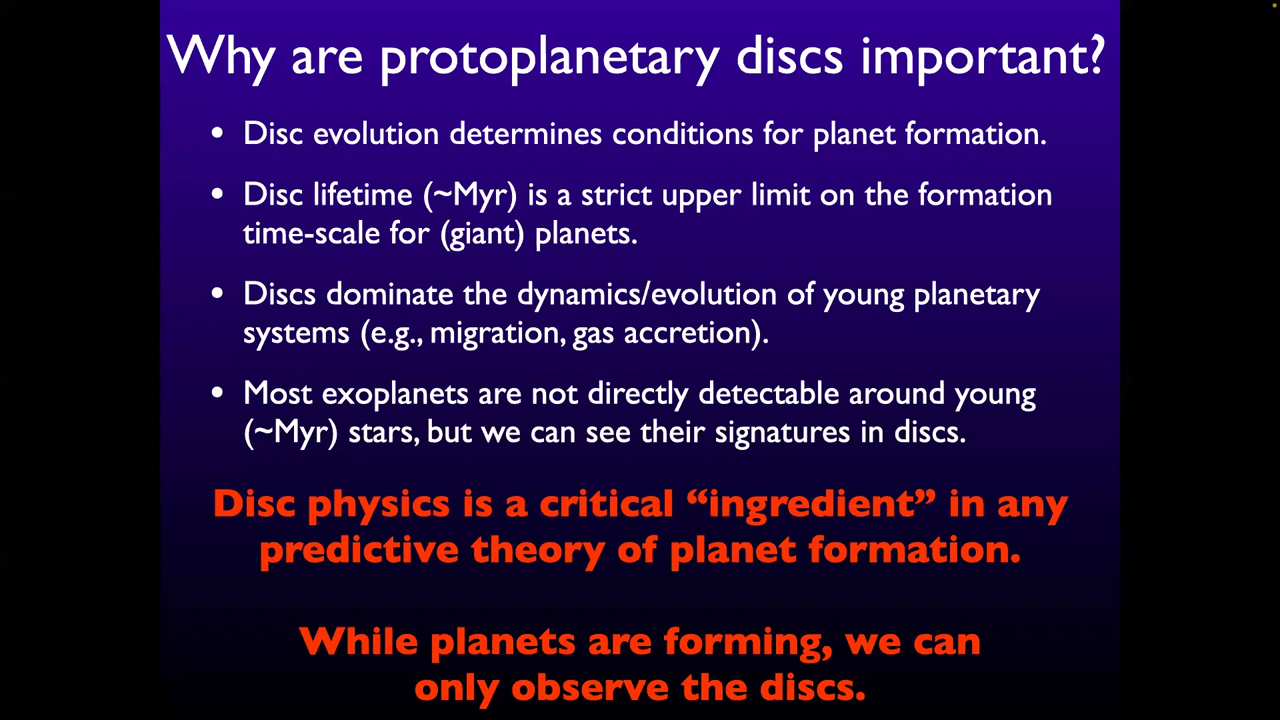 Why are protoplanetary discs important?
• Disc evolution determines conditions for planet formation.
• Disc lifetime (~Myr) is a strict upper limit on the formation
time-scale for (giant) planets.
• Discs dominate the dynamics/evolution of young planetary
systems (e.g., migration, gas accretion).
• Most exoplanets are not directly detectable around young
(~Myr) stars, but we can see their signatures in discs.
Disc physics is a critical “ingredient” in any
predictive theory of planet formation.
While planets are forming, we can
only observe the discs.